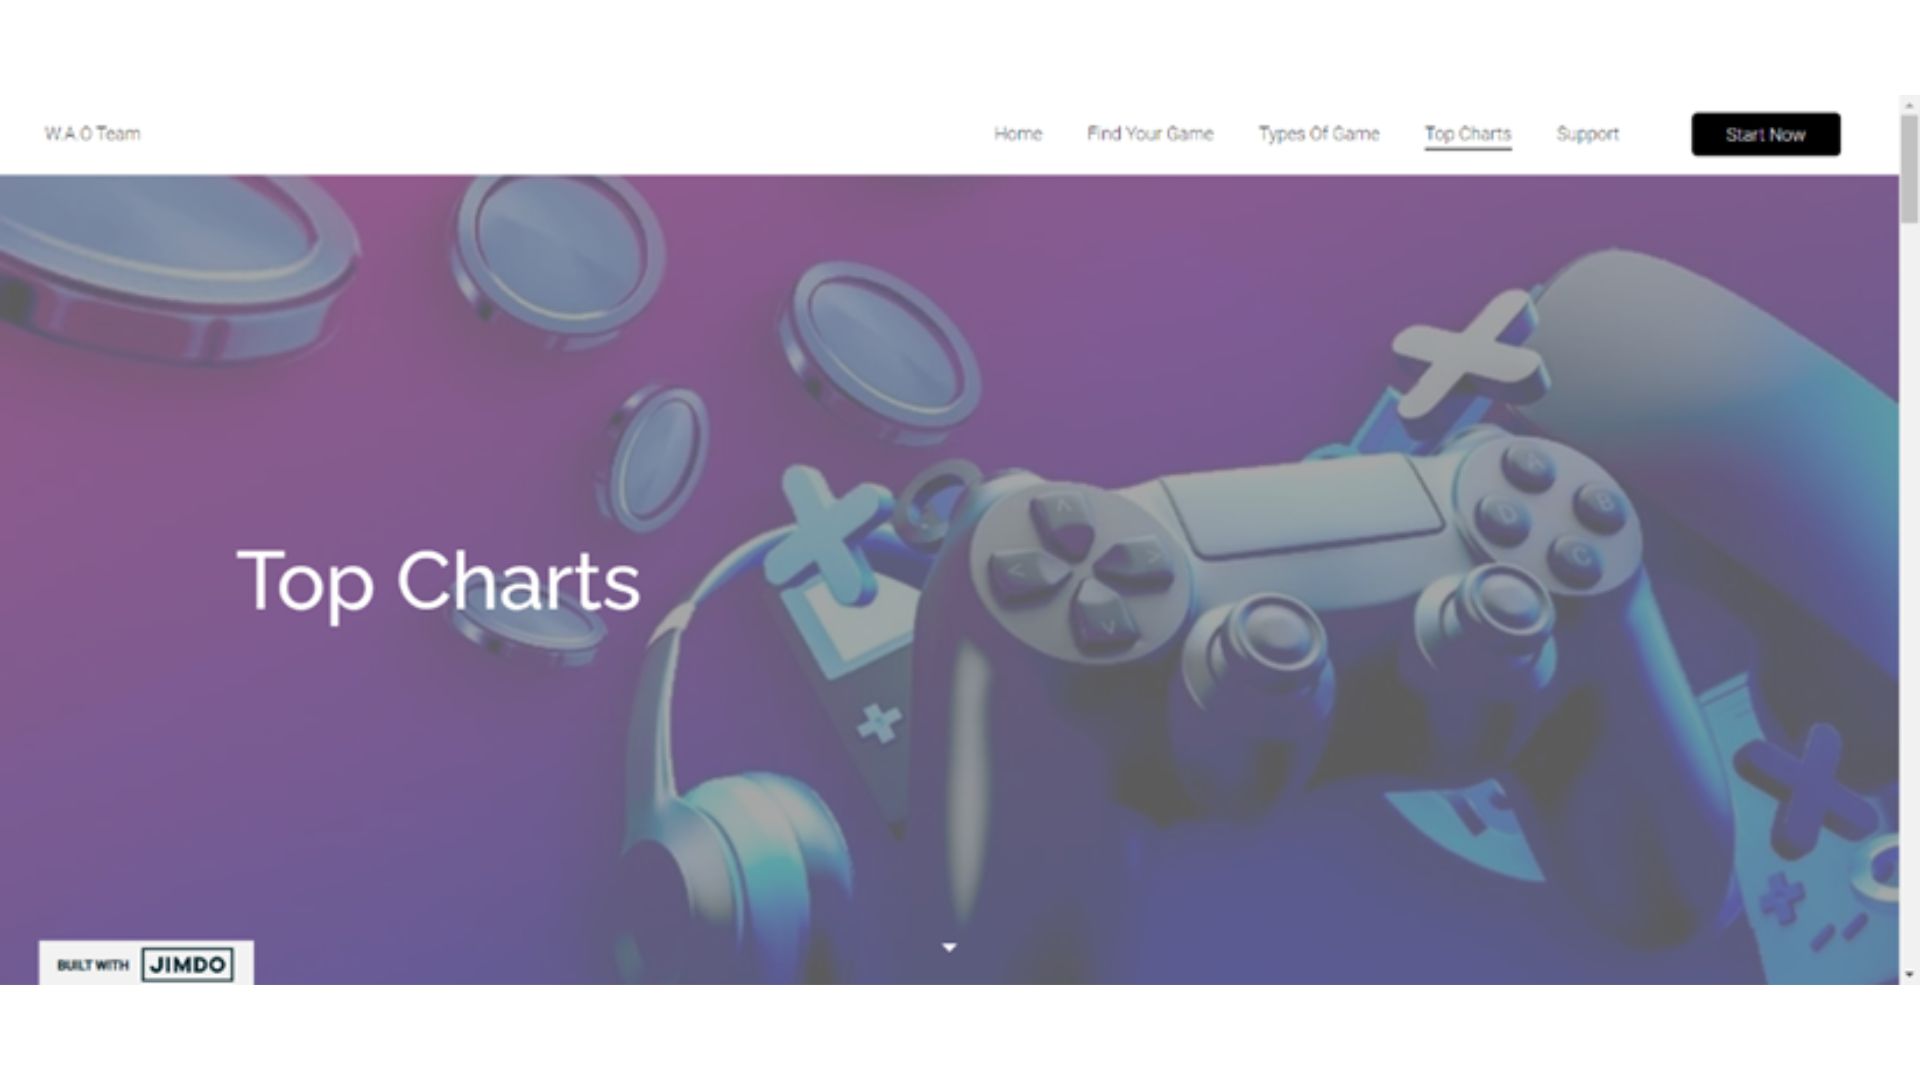 W.A.O Team
Home
Find Your Game
Types Of Game
Top Charts
Support
Start Now
Top Charts
A
B
D
C
BUILT WITH JIMDO